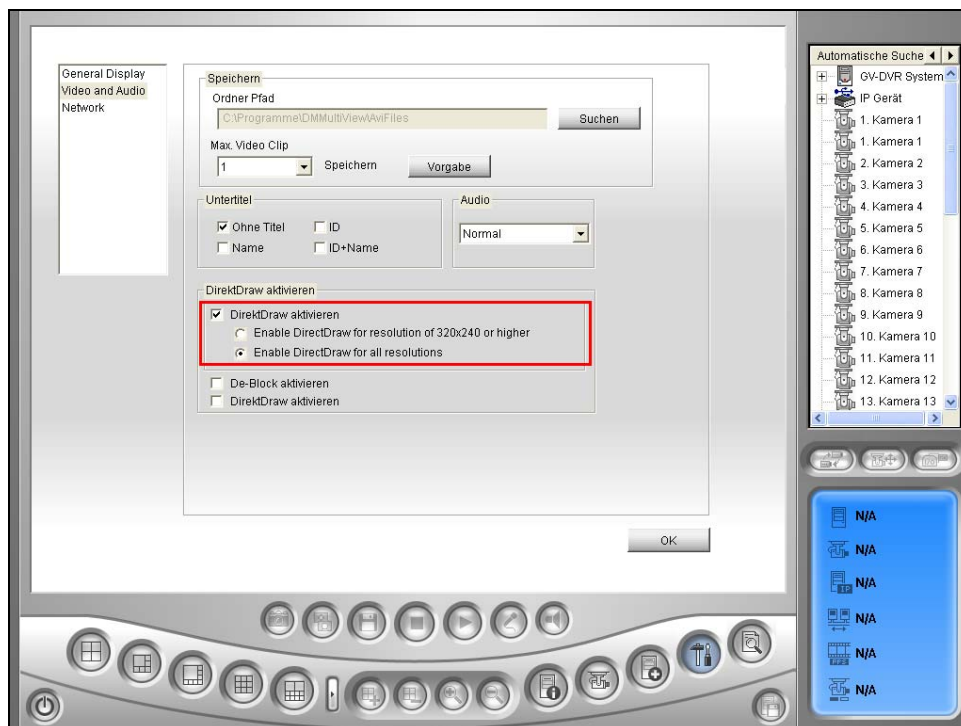 General Display
Video and Audio
Network
Speichern
Ordner Pfad
C:\Programme\DMMultiView\AviFiles
Suchen
Max. Video Clip
1
Speichern
Vorgabe
Untertitel
Ohne Titel
ID
Name
ID+Name
Audio
Normal
DirektDraw aktivieren
DirektDraw aktivieren
Enable DirectDraw for resolution of 320x240 or higher
Enable DirectDraw for all resolutions
De-Block aktivieren
DirektDraw aktivieren
OK
Automatische Suche
GV-DVR System
IP Gerät
1. Kamera 1
1. Kamera 1
2. Kamera 2
3. Kamera 3
4. Kamera 4
5. Kamera 5
6. Kamera 6
7. Kamera 7
8. Kamera 8
9. Kamera 9
10. Kamera 10
11. Kamera 11
12. Kamera 12
13. Kamera 13
N/A
N/A
IP N/A
N/A
FPS N/A
N/A